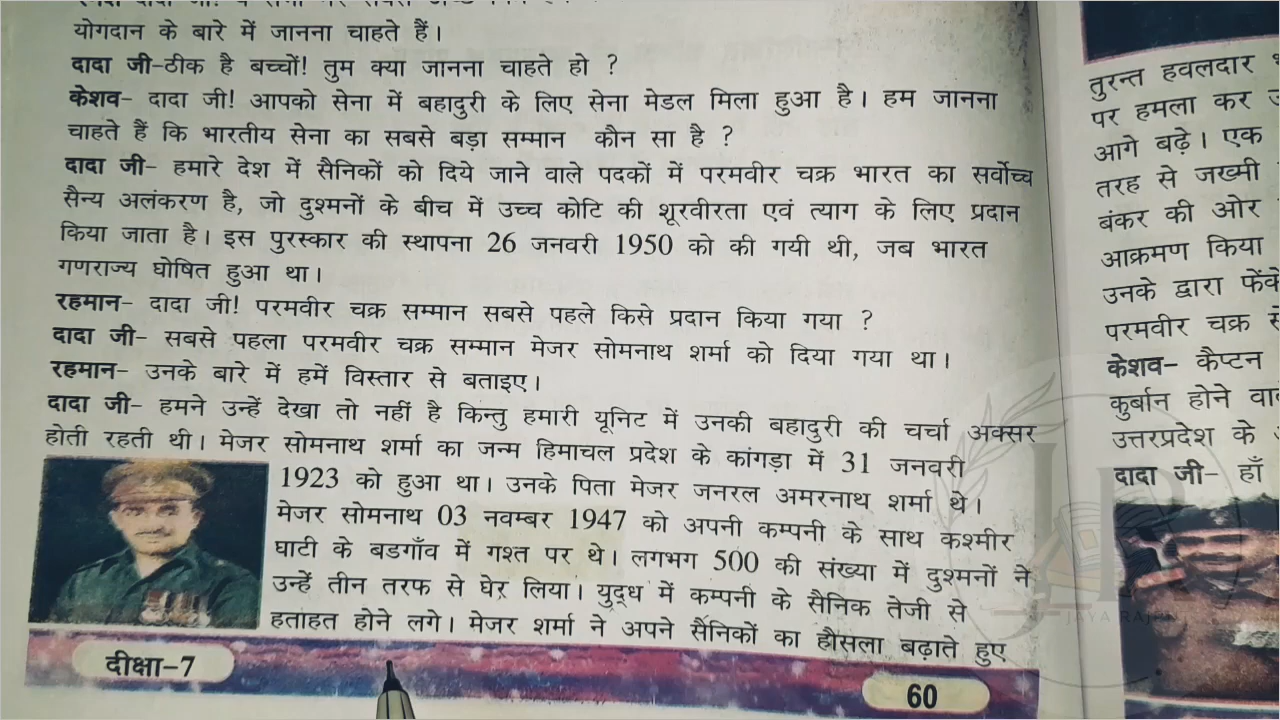 योगदान के बारे में जानना चाहते हैं।
दादा जी-ठीक है बच्चों! तुम क्या जानना चाहते हो ?
केशव- दादा जी! आपको सेना में बहादुरी के लिए सेना मेडल मिला हुआ है। हम जानना
चाहते हैं कि भारतीय सेना का सबसे बड़ा सम्मान कौन सा है ?
दादा जी- हमारे देश में सैनिकों को दिये जाने वाले पदकों में परमवीर चक्र भारत का सर्वोच्च
सैन्य अलंकरण है, जो दुश्मनों के बीच में उच्च कोटि की शूरवीरता एवं त्याग के लिए प्रदान
किया जाता है। इस पुरस्कार की स्थापना 26 जनवरी 1950 को की गयी थी, जब भारत
गणराज्य घोषित हुआ था।
रहमान- दादा जी! परमवीर चक्र सम्मान सबसे पहले किसे प्रदान किया गया ?
दादा जी- सबसे पहला परमवीर चक्र सम्मान मेजर सोमनाथ शर्मा को दिया गया था।
रहमान- उनके बारे में हमें विस्तार से बताइए।
दादा जी- हमने उन्हें देखा तो नहीं है किन्तु हमारी यूनिट में उनकी बहादुरी की चर्चा अक्सर
होती रहती थी। मेजर सोमनाथ शर्मा का जन्म हिमाचल प्रदेश के कांगड़ा में 31 जनवरी
1923 को हुआ था। उनके पिता मेजर जनरल अमरनाथ शर्मा थे।
मेजर सोमनाथ 03 नवम्बर 1947 को अपनी कम्पनी के साथ कश्मीर
घाटी के बडगाँव में गश्त पर थे। लगभग 500 की संख्या में दुश्मनों ने
उन्हें तीन तरफ से घेर लिया। युद्ध में कम्पनी के सैनिक तेजी से
हताहत होने लगे। मेजर शर्मा ने अपने सैनिकों का हौसला बढ़ाते हुए
दीक्षा-7
60
तुरन्त हवलदार
पर हमला कर
आगे बढ़े। एक
तरह से जख्मी
बंकर की ओर
आक्रमण किया
उनके द्वारा फेंके
परमवीर चक्र
केशव- कैप्टन
कुर्बान होने
उत्तरप्रदेश के
दादा जी- हाँ